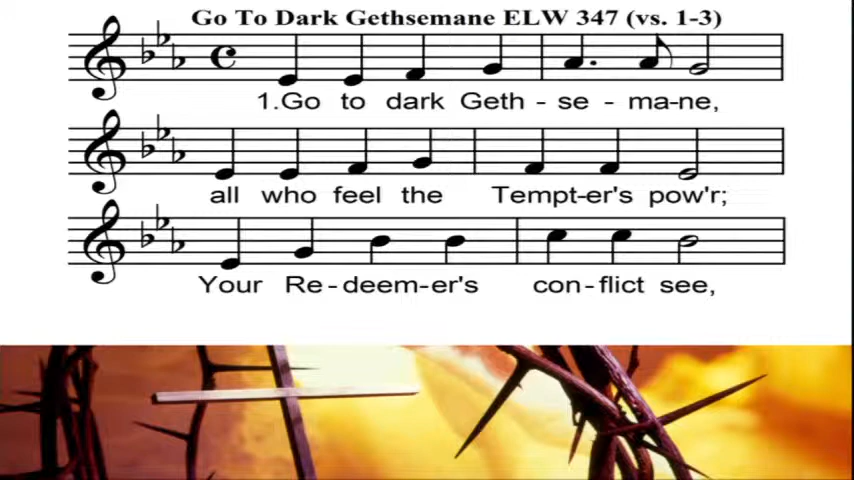 Go To Dark Gethsemane ELW 347 (vs. 1-3)
1.Go to dark Geth - se - ma-ne,
all who feel the Tempt-er's pow'r;
Your Re-deem-er's con-flict see,